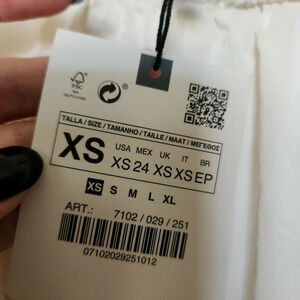 FSC
TALLA / SIZE / TAMANHO / TAILLE / MAAT / ΜΕΓΕΘΟΣ
XS
USA MEX UK IT BR
XS 24 XS XS EP
XS S M L XL
ART.: 7102 / 029 / 251
07102029251012